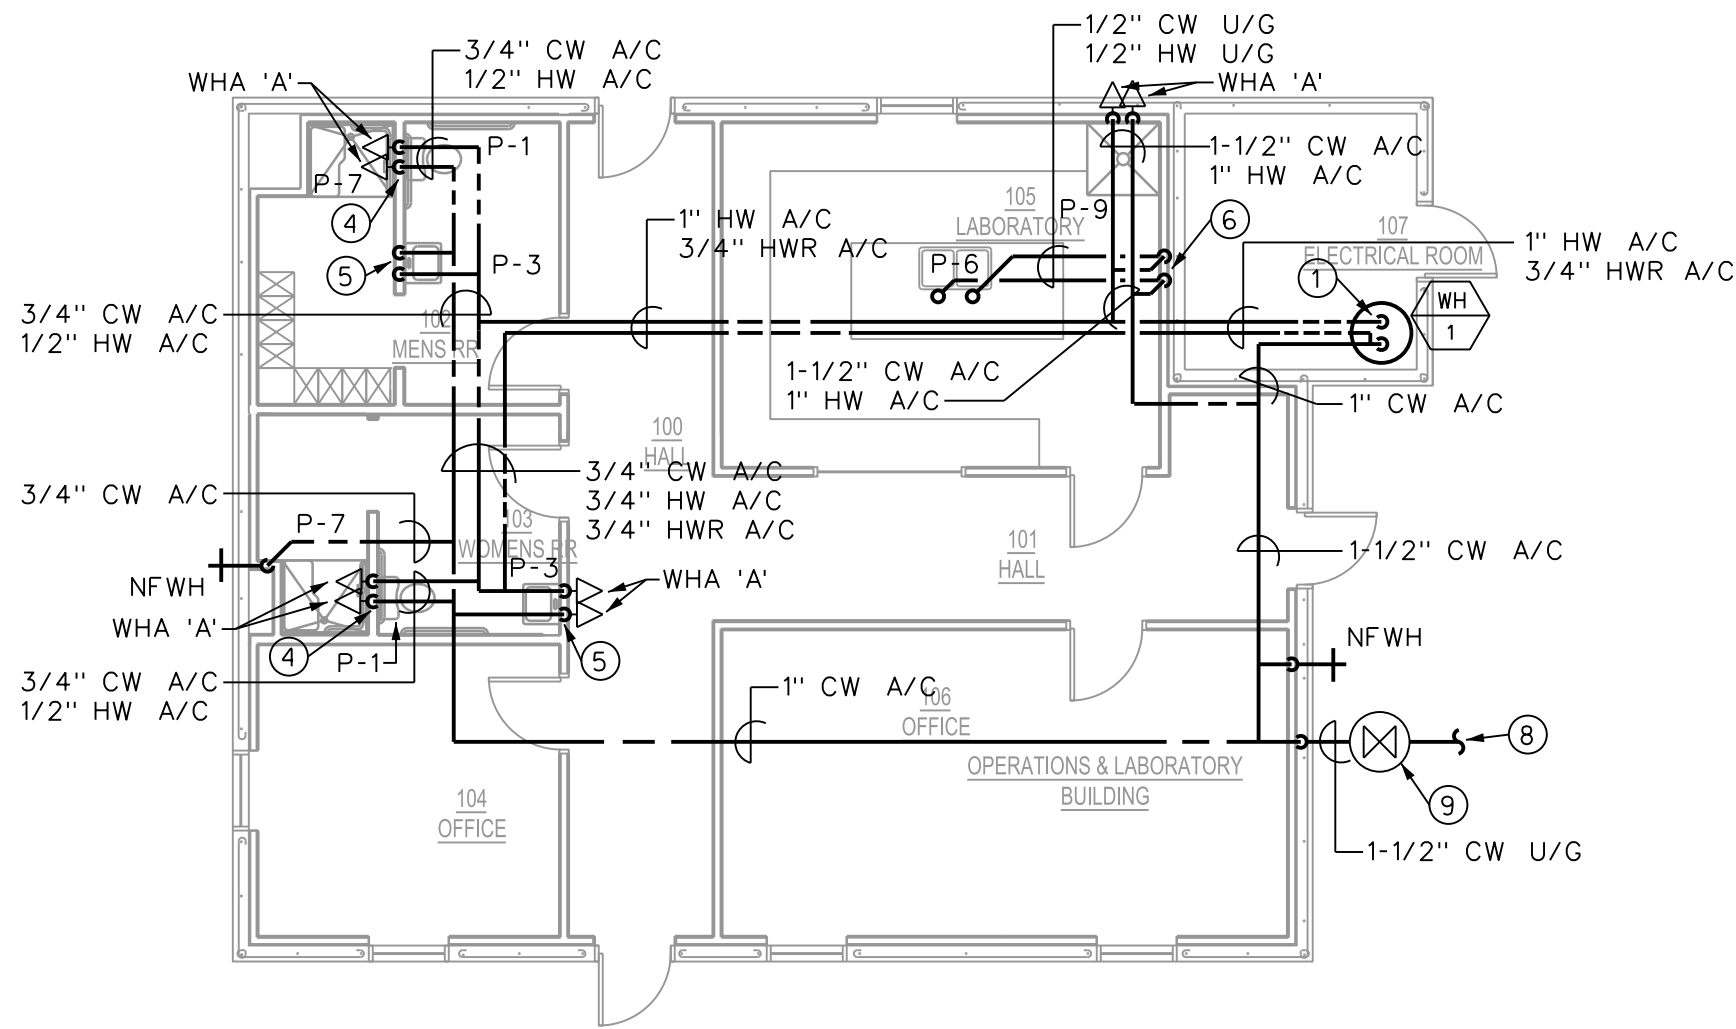 1/2" CW U/G
1/2" HW U/G
3/4" CW A/C
1/2" HW A/C
WHA 'A'
WHA 'A'
P-1
1-1/2" CW A/C
1" HW A/C
P-7
4
105
LABORATORY
P-9
6
1" HW A/C
3/4" HWR A/C
107
ELECTRICAL ROOM
1" HW A/C
3/4" HWR A/C
5
P-3
P-6
1
WH
1
3/4" CW A/C
1/2" HW A/C
102
MENS RR
1-1/2" CW A/C
1" HW A/C
1" CW A/C
100
HALL
3/4" CW A/C
3/4" HW A/C
3/4" HWR A/C
3/4" CW A/C
P-7
103
WOMENS RR
101
HALL
1-1/2" CW A/C
P-3
NFWH
WHA 'A'
WHA 'A'
4
P-1
5
NFWH
3/4" CW A/C
1/2" HW A/C
1" CW A/C
106
OFFICE
8
OPERATIONS & LABORATORY
BUILDING
104
OFFICE
9
1-1/2" CW U/G